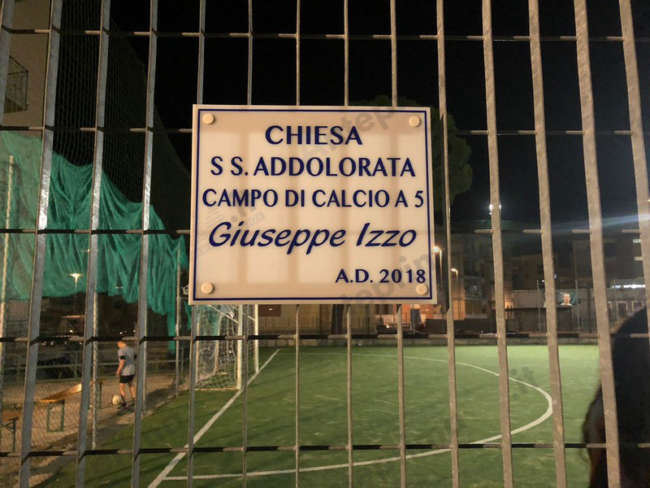 CHIESA
S S. ADDOLORATA
CAMPO DI CALCIO A 5
Giuseppe Izzo
A.D. 2018